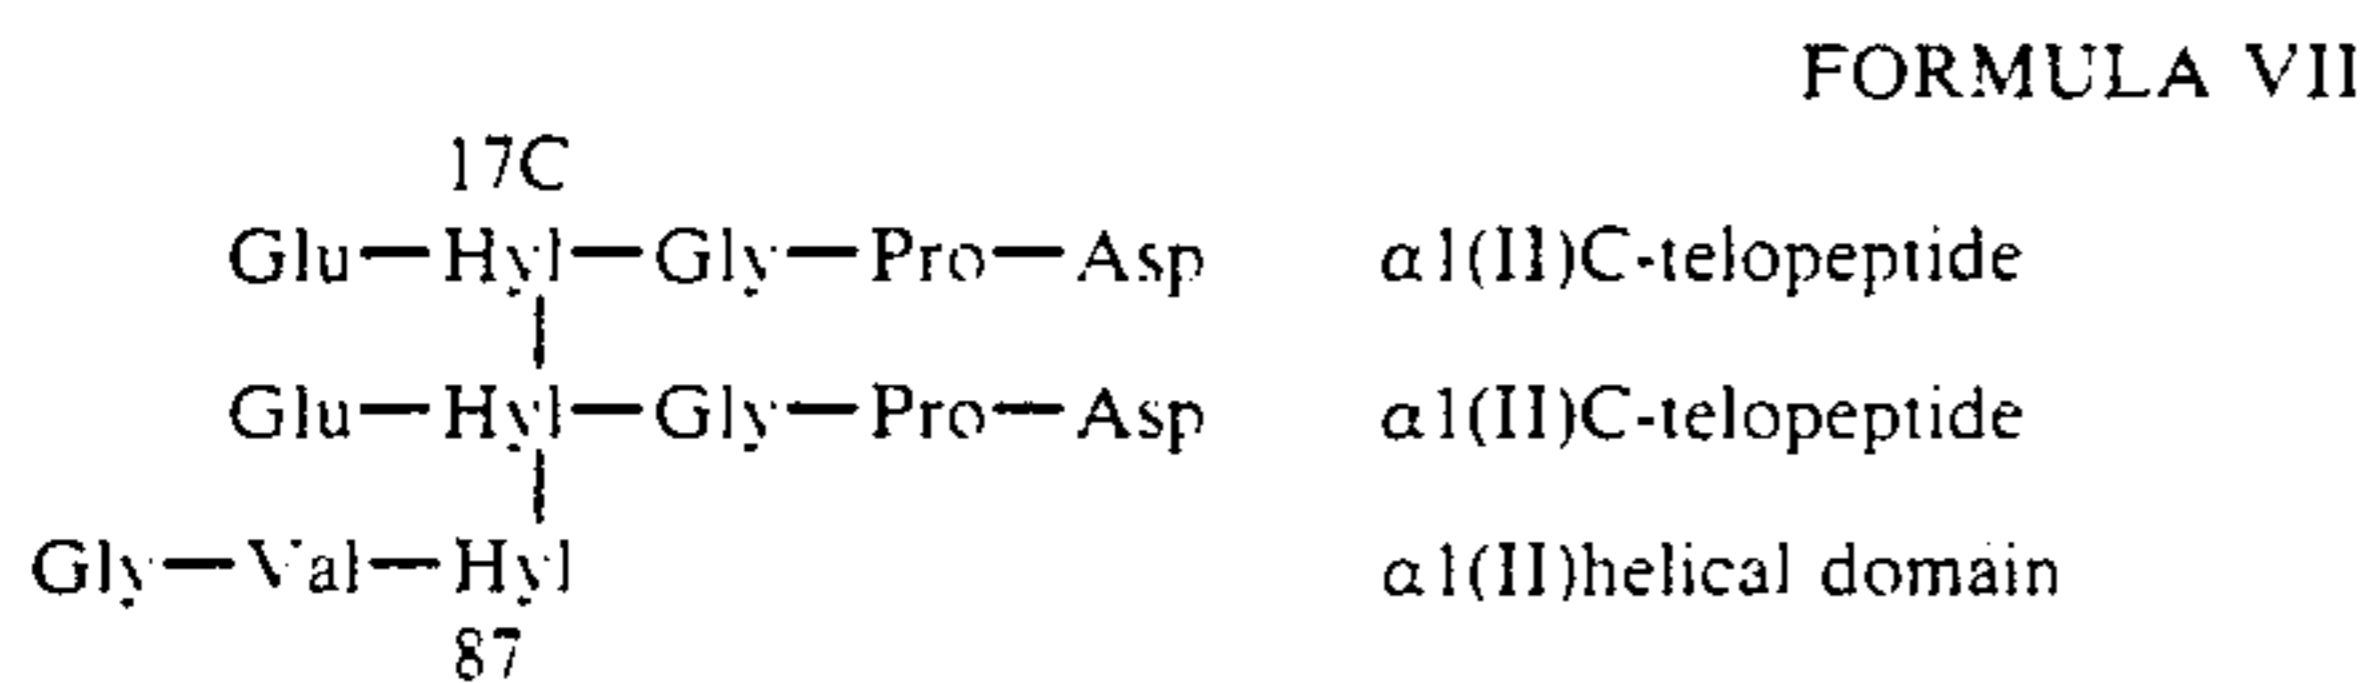 FORMULA VII
17C
Glu—Hyl—Gly—Pro—Asp α1(II)C-telopeptide
Glu—Hyl—Gly—Pro—Asp α1(II)C-telopeptide
Gly—Val—Hyl α1(II)helical domain
87